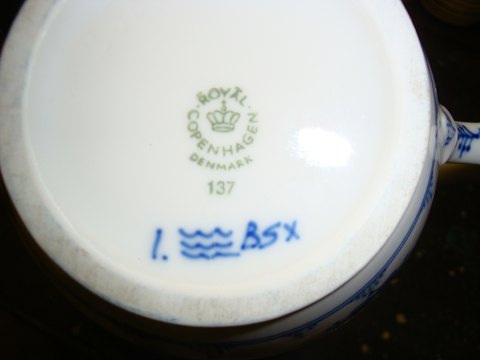 ROYAL
COPENHAGEN
DENMARK
137
1. BSX